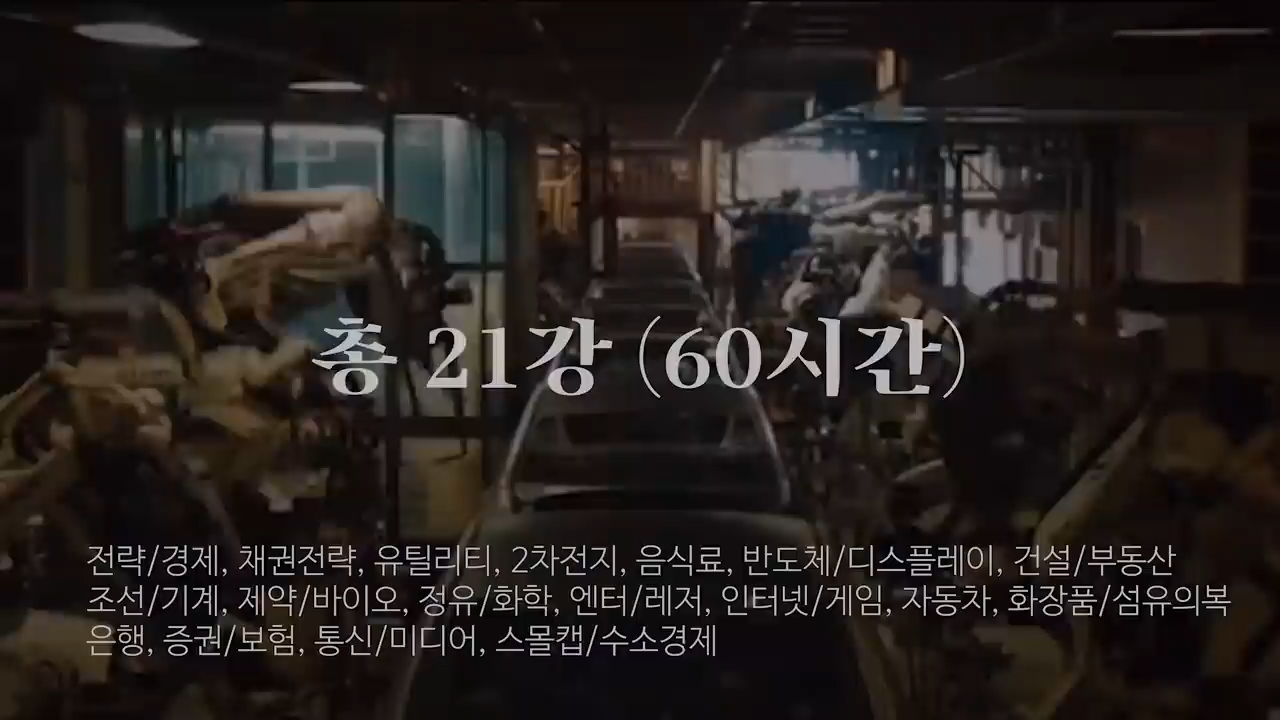 총 21강 (60시간)
전략/경제, 채권전략, 유틸리티, 2차전지, 음식료, 반도체/디스플레이, 건설/부동산
조선/기계, 제약/바이오, 정유/화학, 엔터/레저, 인터넷/게임, 자동차, 화장품/섬유의복
은행, 증권/보험, 통신/미디어, 스몰캡/수소경제